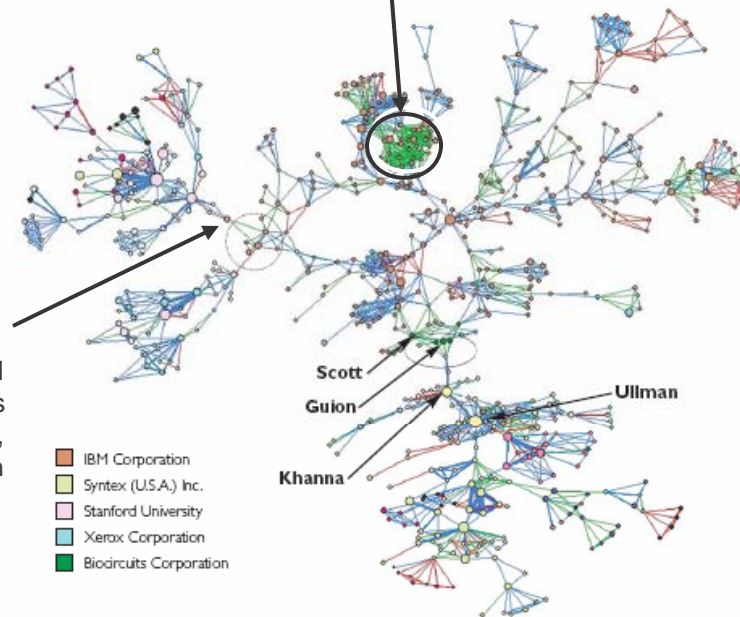 Scott
Guion
Khanna
Ullman
s
,
IBM Corporation
Syntex (U.S.A.) Inc.
Stanford University
Xerox Corporation
Biocircuits Corporation